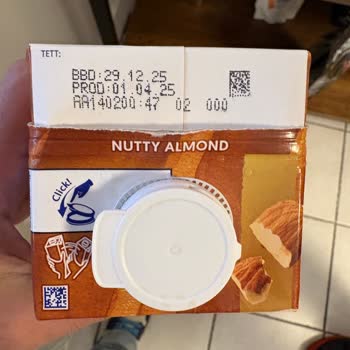 TETT:
BBD:29.12.25
PROD:01.04.25
RA140200:47 02 000
NUTTY ALMOND
Click!